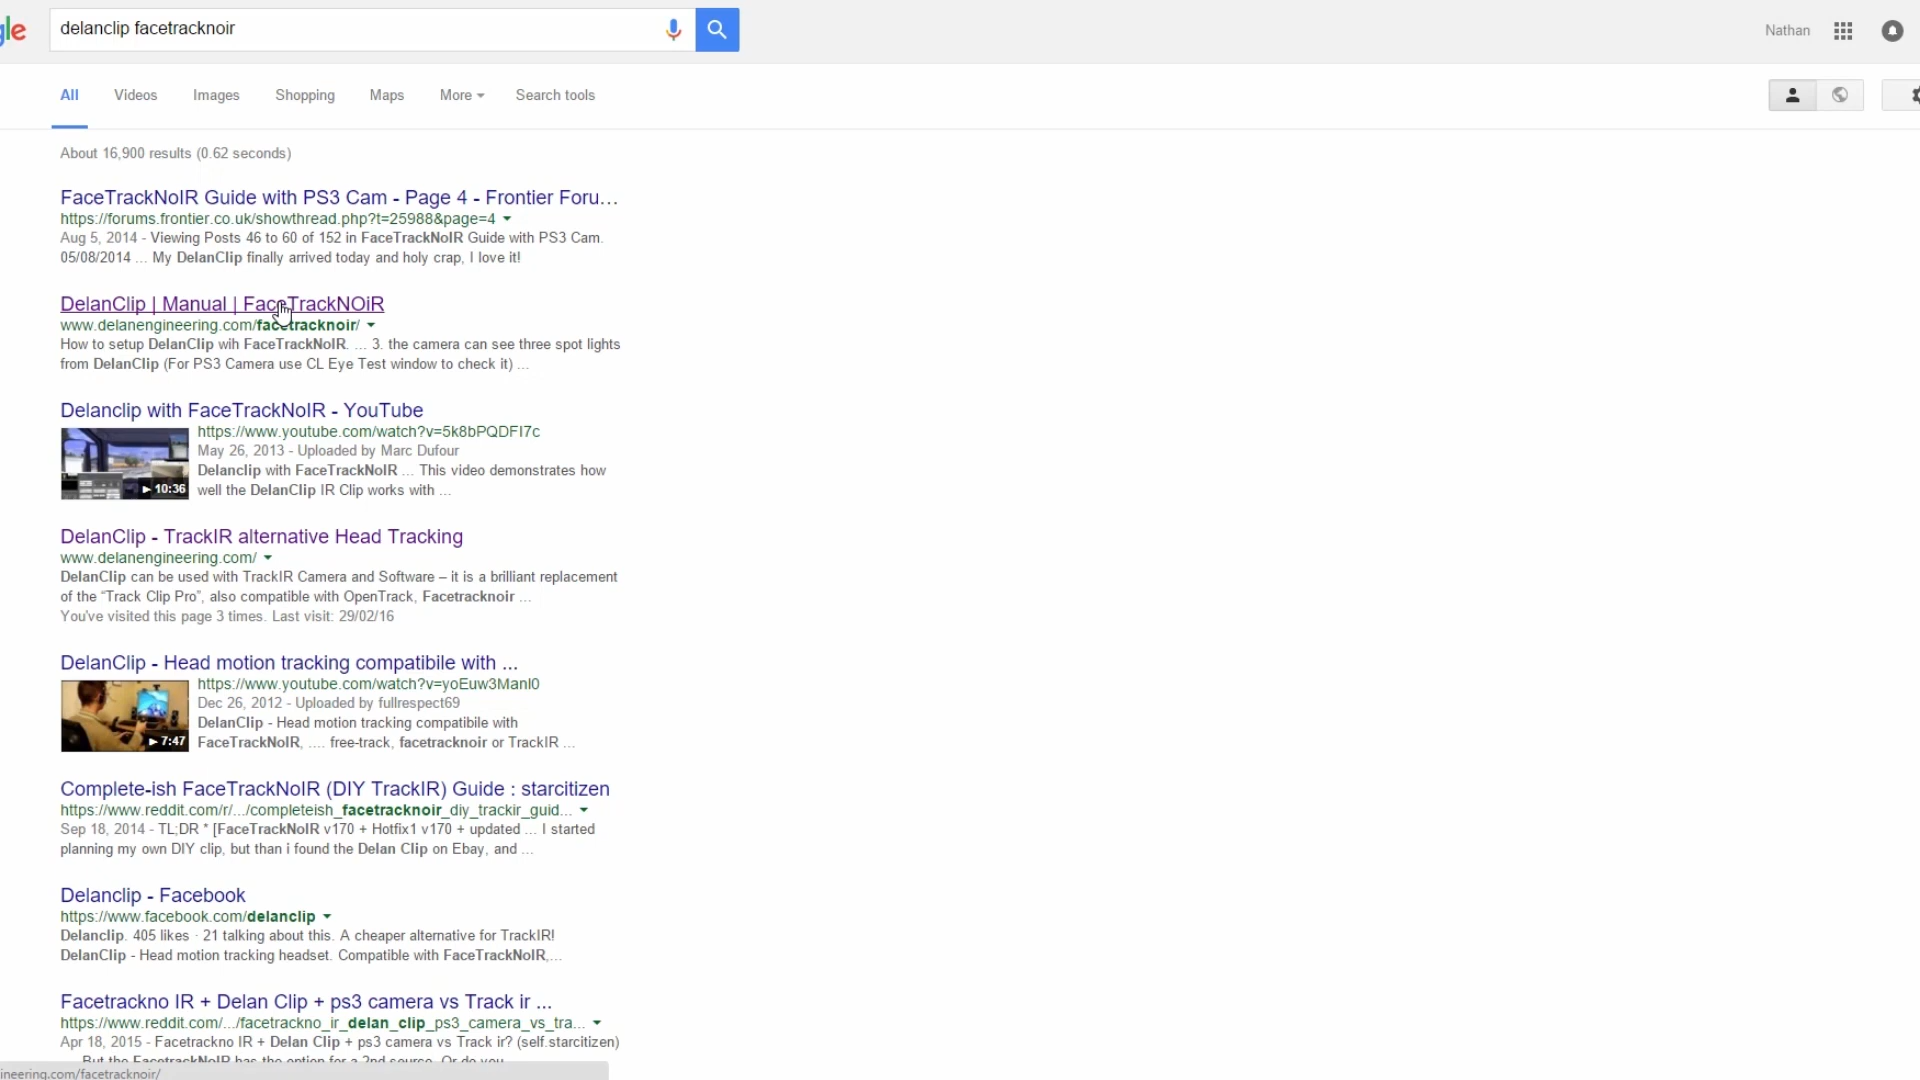 gle
delanclip facetracknoir
Nathan
All Videos Images Shopping Maps More Search tools
About 16,900 results (0.62 seconds)
FaceTrackNoIR Guide with PS3 Cam - Page 4 - Frontier Foru...
https://forums.frontier.co.uk/showthread.php?t=25988&page=4
Aug 5, 2014 - Viewing Posts 46 to 60 of 152 in FaceTrackNoIR Guide with PS3 Cam.
05/08/2014 ... My DelanClip finally arrived today and holy crap, I love it!
DelanClip | Manual | FaceTrackNOiR
www.delanengineering.com/facetracknoir/
How to setup DelanClip wih FaceTrackNoIR. ... 3. the camera can see three spot lights
from DelanClip (For PS3 Camera use CL Eye Test window to check it) ...
Delanclip with FaceTrackNoIR - YouTube
https://www.youtube.com/watch?v=5k8bPQDFI7c
May 26, 2013 - Uploaded by Marc Dufour
Delanclip with FaceTrackNoIR ... This video demonstrates how
10:36
well the DelanClip IR Clip works with ...
DelanClip - TrackIR alternative Head Tracking
www.delanengineering.com/
DelanClip can be used with TrackIR Camera and Software – it is a brilliant replacement
of the “Track Clip Pro”, also compatible with OpenTrack, Facetracknoir ...
You've visited this page 3 times. Last visit: 29/02/16
DelanClip - Head motion tracking compatibile with ...
https://www.youtube.com/watch?v=yoEuw3ManI0
Dec 26, 2012 - Uploaded by fullrespect69
DelanClip - Head motion tracking compatibile with
7:47
FaceTrackNoIR, .... free-track, facetracknoir or TrackIR ...
Complete-ish FaceTrackNoIR (DIY TrackIR) Guide : starcitizen
https://www.reddit.com/r/.../completeish_facetracknoir_diy_trackir_guid...
Sep 18, 2014 - TL;DR * [FaceTrackNoIR v170 + Hotfix1 v170 + updated ... I started
planning my own DIY clip, but than i found the Delan Clip on Ebay, and ...
Delanclip - Facebook
https://www.facebook.com/delanclip
Delanclip. 405 likes · 21 talking about this. A cheaper alternative for TrackIR!
DelanClip - Head motion tracking headset. Compatible with FaceTrackNoIR,...
Facetrackno IR + Delan Clip + ps3 camera vs Track ir ...
https://www.reddit.com/.../facetrackno_ir_delan_clip_ps3_camera_vs_tra...
Apr 18, 2015 - Facetrackno IR + Delan Clip + ps3 camera vs Track ir? (self.starcitizen)
... But the FacetrackNoIR has the option for a 2nd source. Or do you
ineering.com/facetracknoir/